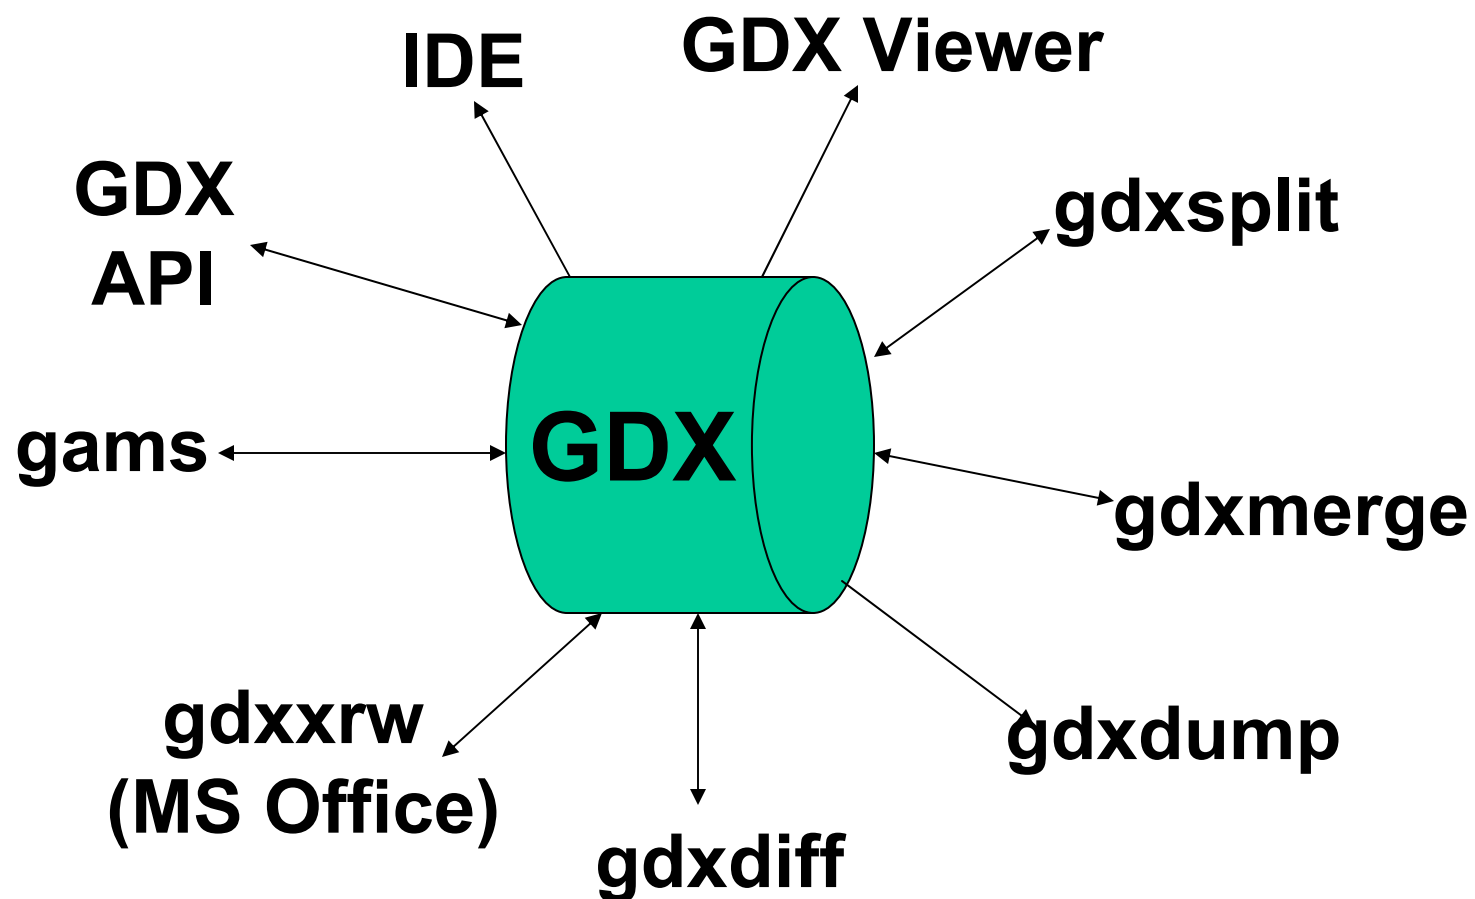 IDE
GDX Viewer
GDX
API
gdxsplit
gams
GDX
gdxmerge
gdxxrw
(MS Office)
gdxdump
gdxdiff